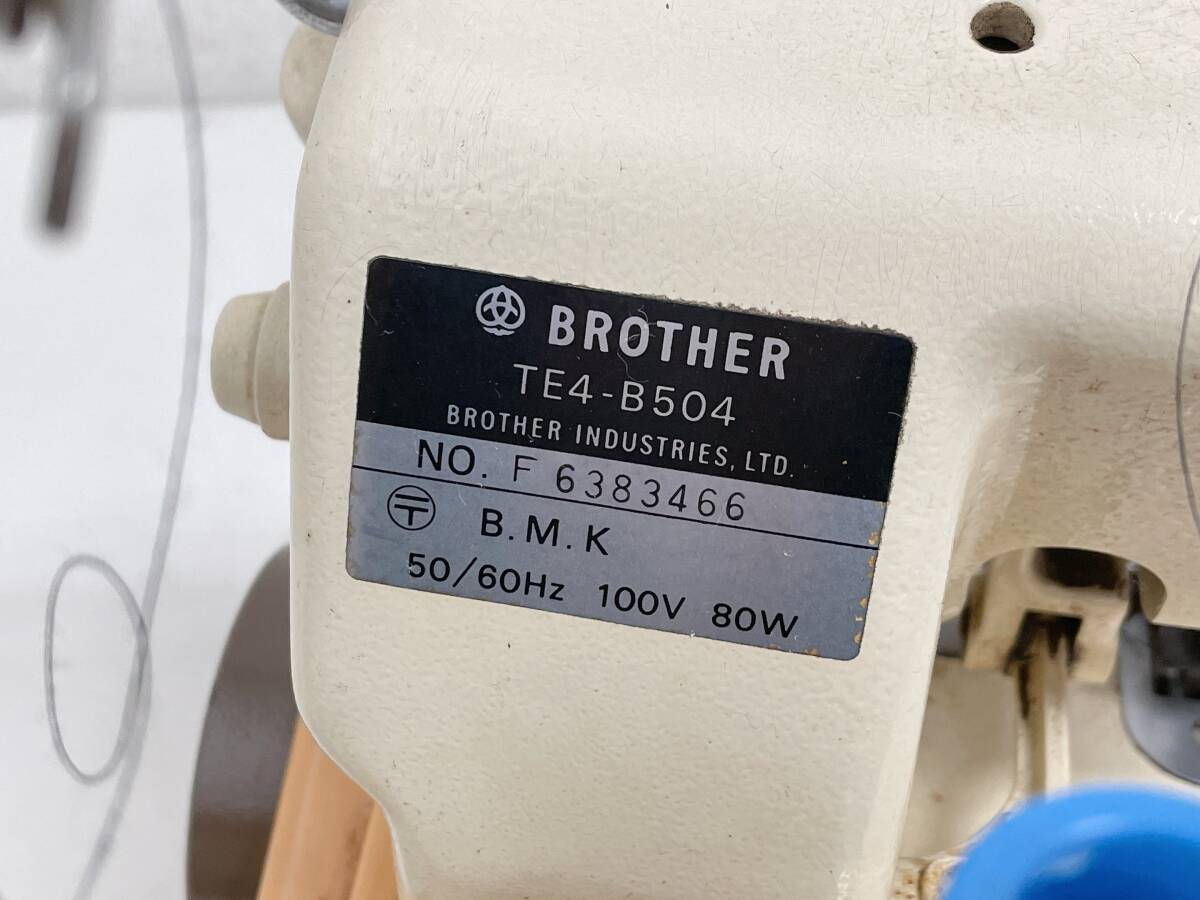 BROTHER
TE4-B504
BROTHER INDUSTRIES, LTD.
NO. F 6383466
〒 B.M.K
50/60Hz 100V 80W